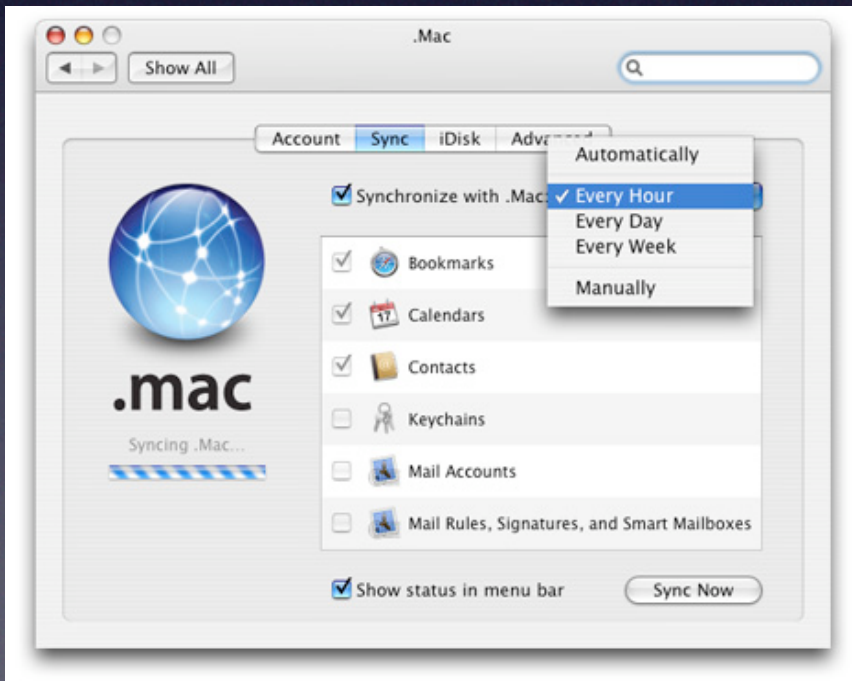 .Mac
Show All
Account Sync iDisk Advanced
Automatically
Synchronize with .Mac: ✓ Every Hour
Every Day
Every Week
Manually
Bookmarks
17 Calendars
Contacts
Keychains
Mail Accounts
Mail Rules, Signatures, and Smart Mailboxes
.mac
Syncing .Mac...
Show status in menu bar Sync Now